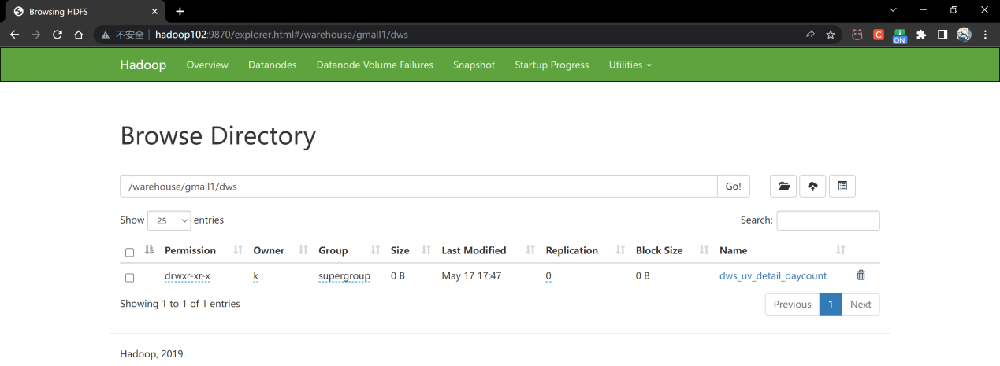 Browsing HDFS
不安全 hadoop102:9870/explorer.html#/warehouse/gmall1/dws
C
ON
Hadoop Overview Datanodes Datanode Volume Failures Snapshot Startup Progress Utilities
Browse Directory
/warehouse/gmall1/dws Go!
Show 25 entries Search:
Permission Owner Group Size Last Modified Replication Block Size Name
drwxr-xr-x k supergroup 0 B May 17 17:47 0 0 B dws_uv_detail_daycount
Showing 1 to 1 of 1 entries Previous 1 Next
Hadoop, 2019.